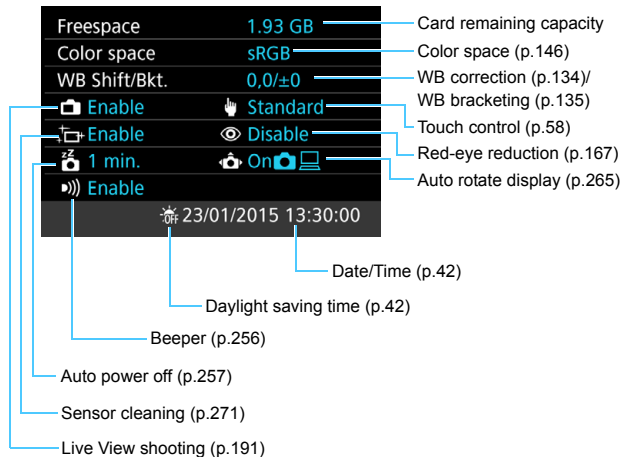 Freespace 1.93 GB
Color space sRGB
WB Shift/Bkt. 0,0/±0
Enable Standard
Enable Disable
zz 1 min. On
Enable
OFF 23/01/2015 13:30:00
Card remaining capacity
Color space (p.146)
WB correction (p.134)/
WB bracketing (p.135)
Touch control (p.58)
Red-eye reduction (p.167)
Auto rotate display (p.265)
Date/Time (p.42)
Daylight saving time (p.42)
Beeper (p.256)
Auto power off (p.257)
Sensor cleaning (p.271)
Live View shooting (p.191)